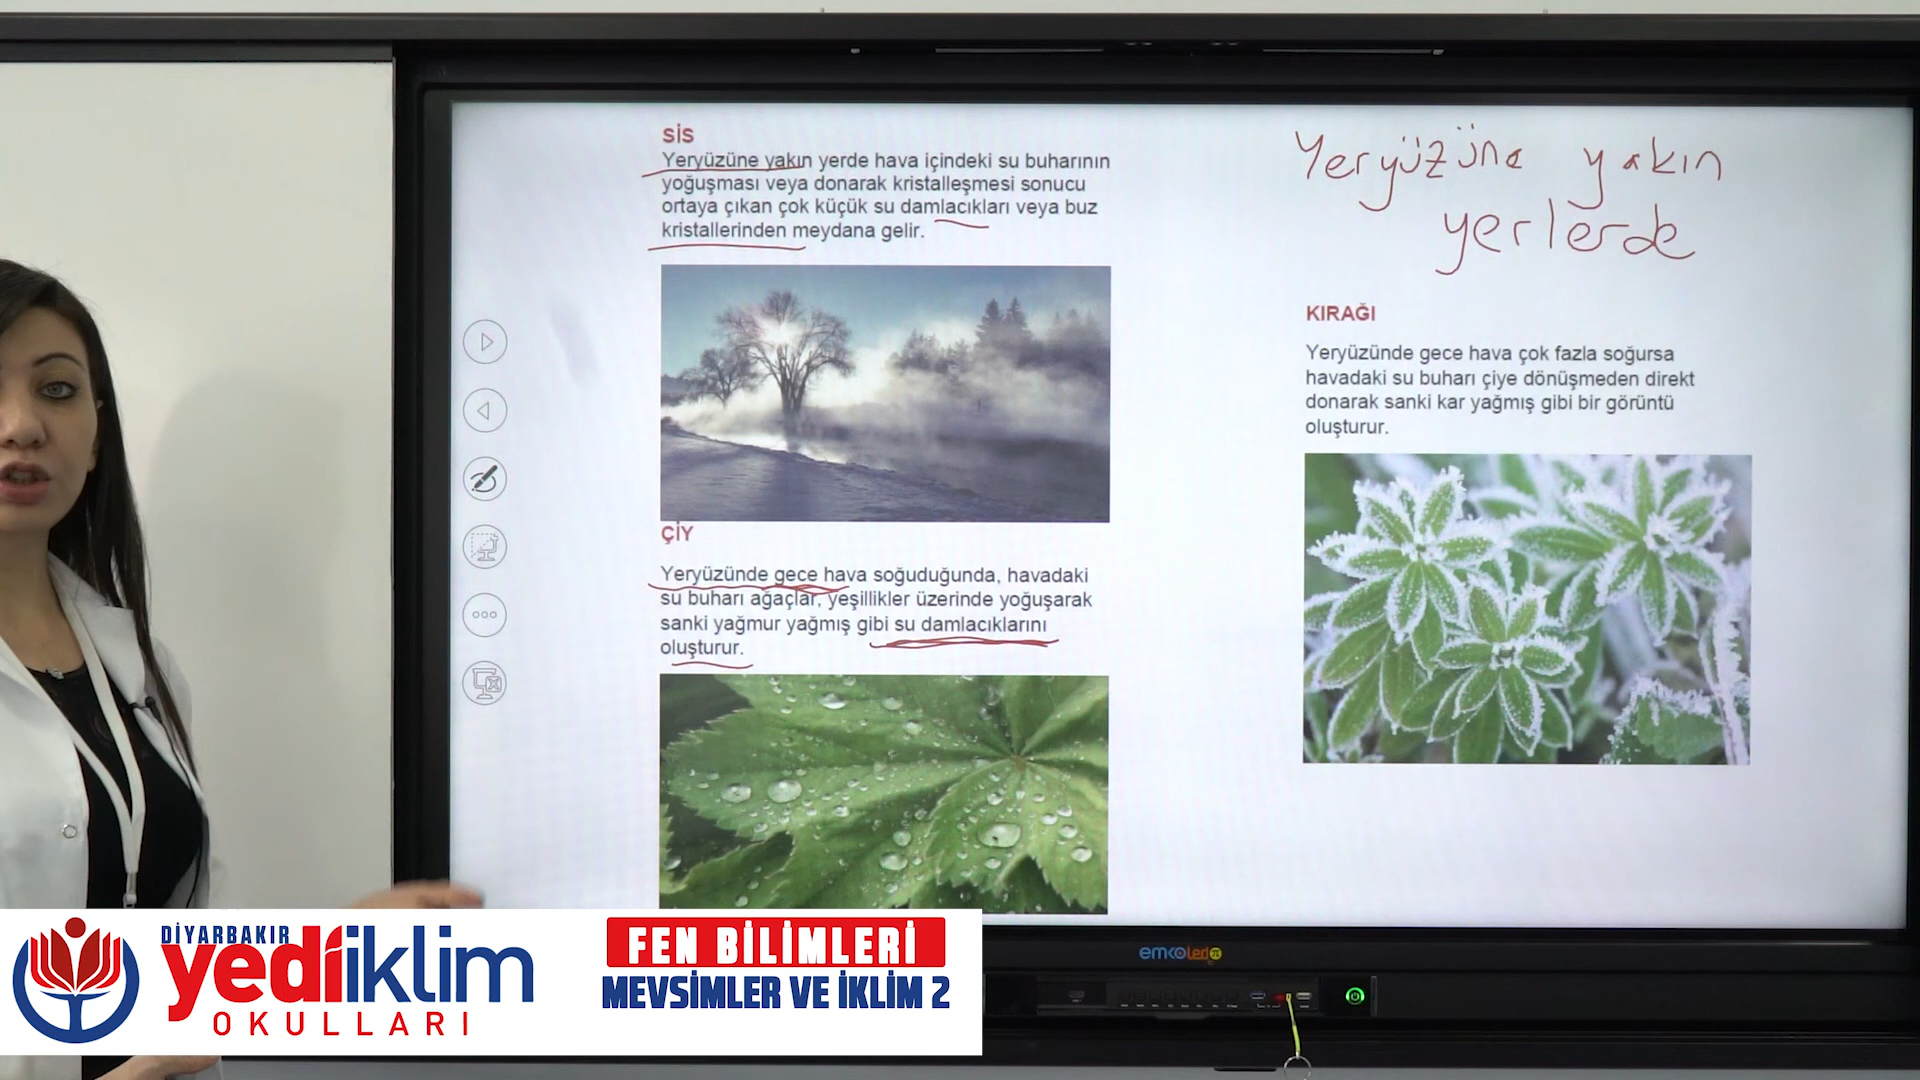 SİS
Yeryüzüne yakın yerde hava içindeki su buharının
yoğuşması veya donarak kristalleşmesi sonucu
ortaya çıkan çok küçük su damlacıkları veya buz
kristallerinden meydana gelir.
ÇİY
Yeryüzünde gece hava soğuduğunda, havadaki
su buharı ağaçlar, yeşillikler üzerinde yoğuşarak
sanki yağmur yağmış gibi su damlacıklarını
oluşturur.
Yeryüzüne yakın
yerlerde
KIRAĞI
Yeryüzünde gece hava çok fazla soğursa
havadaki su buharı çiye dönüşmeden direkt
donarak sanki kar yağmış gibi bir görüntü
oluşturur.
emkoled
DİYARBAKIR
yediiklim
OKULLARI
FEN BİLİMLERİ
MEVSİMLER VE İKLİM 2